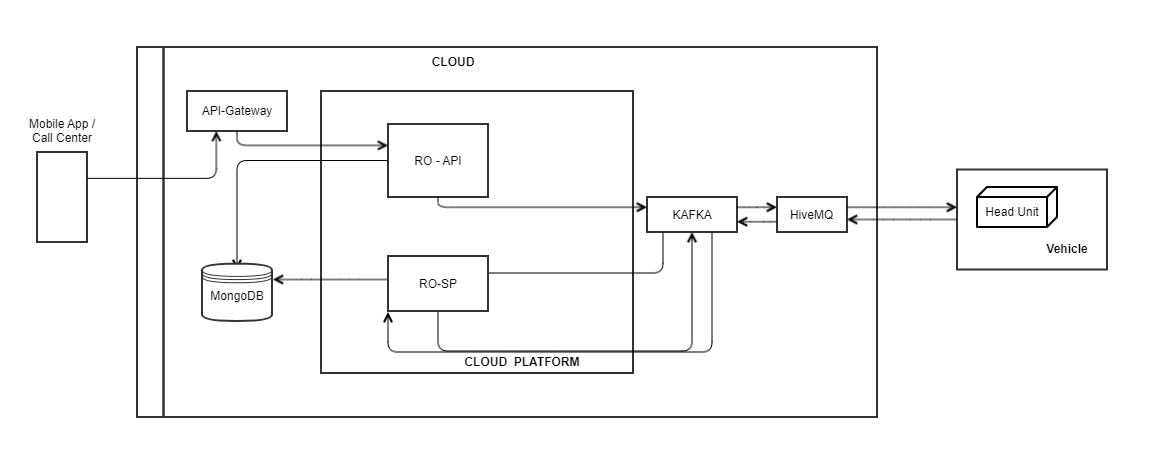 CLOUD
API-Gateway
Mobile App /
Call Center
RO - API
KAFKA
HiveMQ
Head Unit
Vehicle
RO-SP
MongoDB
CLOUD PLATFORM